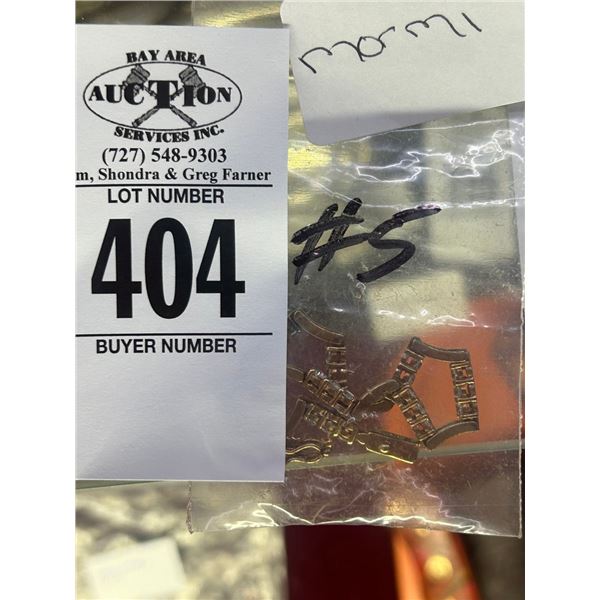 BAY AREA
AUCTION
SERVICES INC.
(727) 548-9303
m, Shondra & Greg Farner
LOT NUMBER
404
BUYER NUMBER
#5